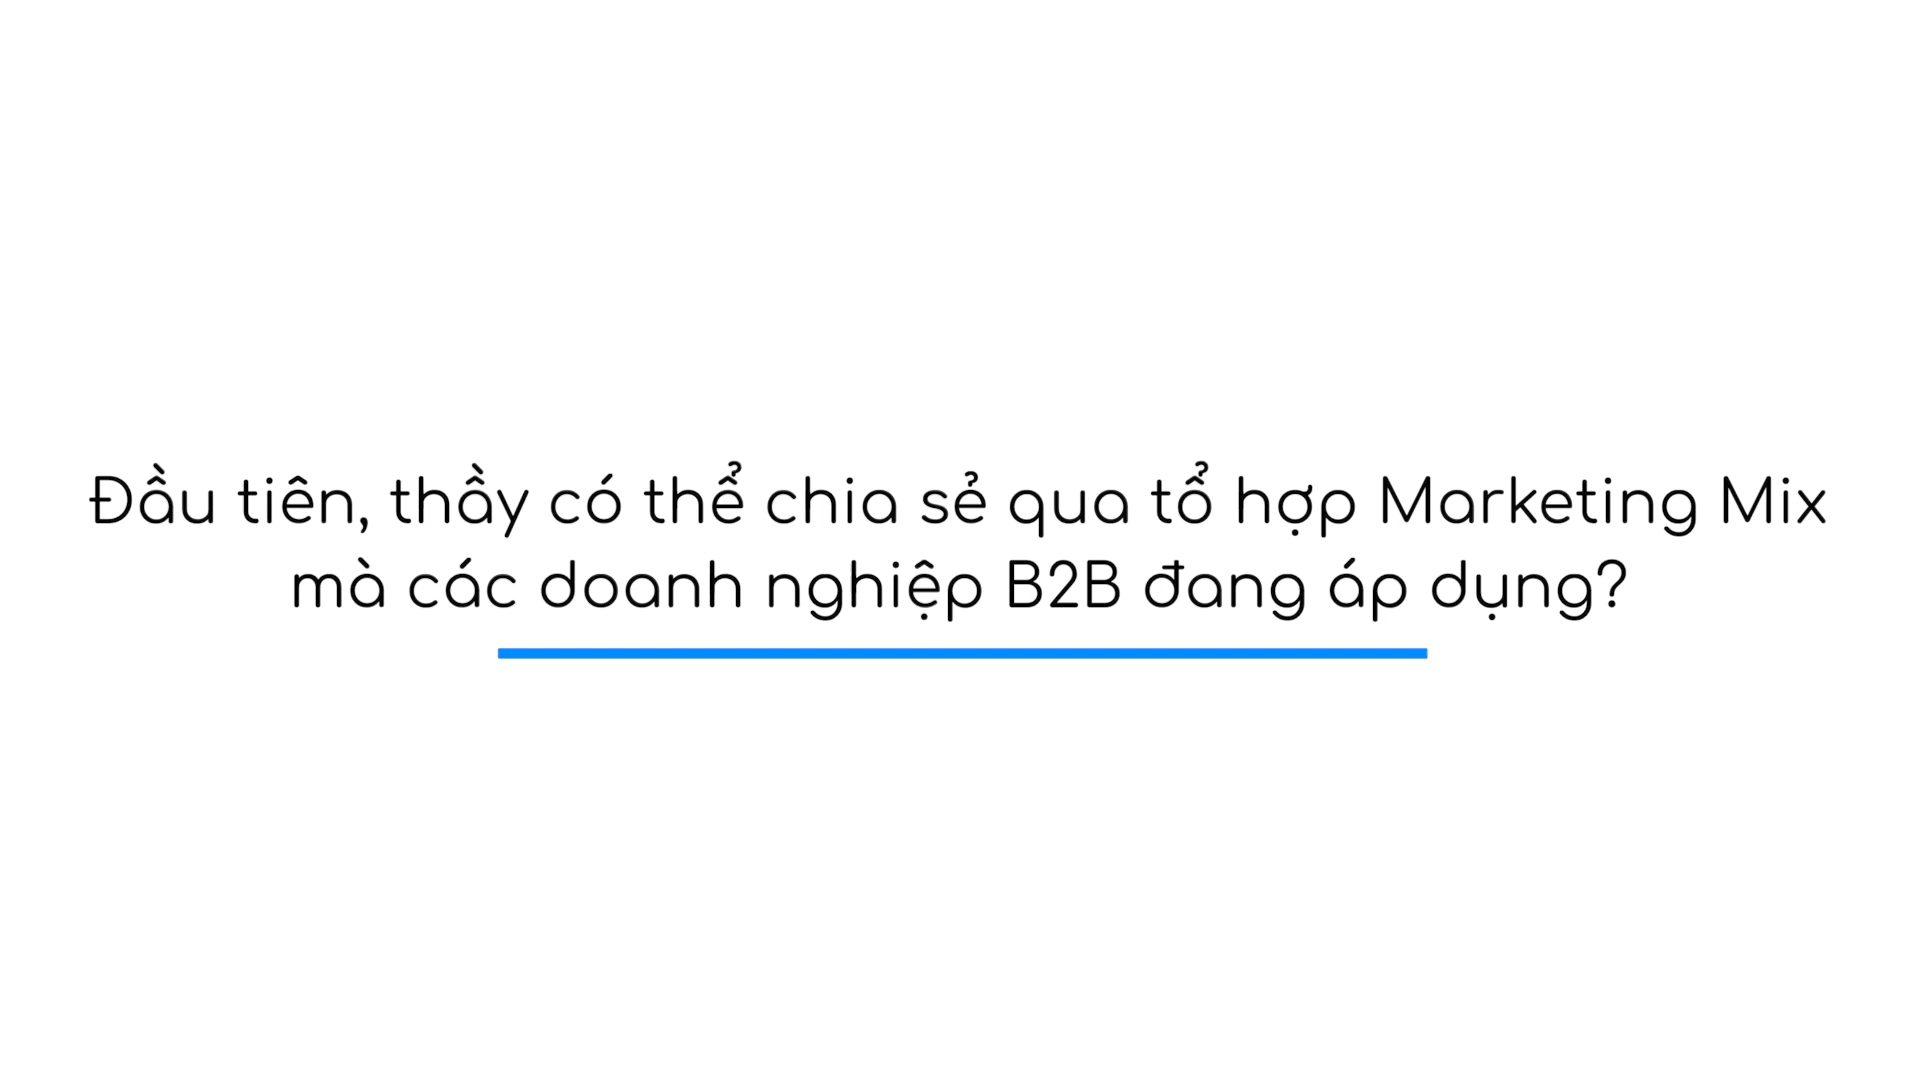 Đầu tiên, thầy có thể chia sẻ qua tổ hợp Marketing Mix
mà các doanh nghiệp B2B đang áp dụng?